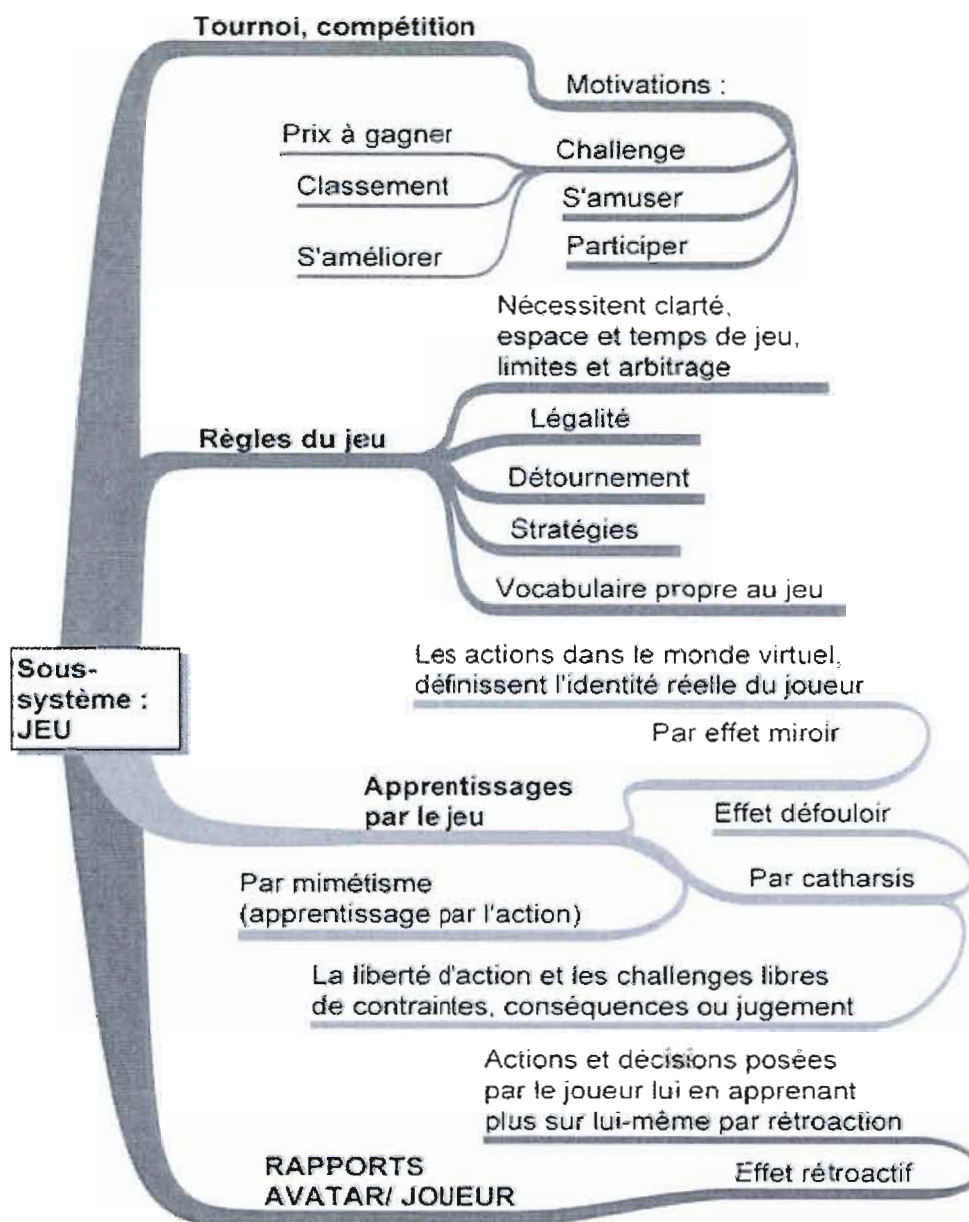 Tournoi, compétition
Motivations :
Prix à gagner
Challenge
Classement
S'amuser
S'améliorer
Participer
Nécessitent clarté,
espace et temps de jeu,
limites et arbitrage
Règles du jeu
Légalité
Détournement
Stratégies
Vocabulaire propre au jeu
Sous-
système :
JEU
Les actions dans le monde virtuel,
définissent l'identité réelle du joueur
Par effet miroir
Apprentissages
par le jeu
Effet défouloir
Par catharsis
Par mimétisme
(apprentissage par l'action)
La liberté d'action et les challenges libres
de contraintes, conséquences ou jugement
Actions et décisions posées
par le joueur lui en apprenant
plus sur lui-même par rétroaction
Effet rétroactif
RAPPORTS
AVATAR/ JOUEUR